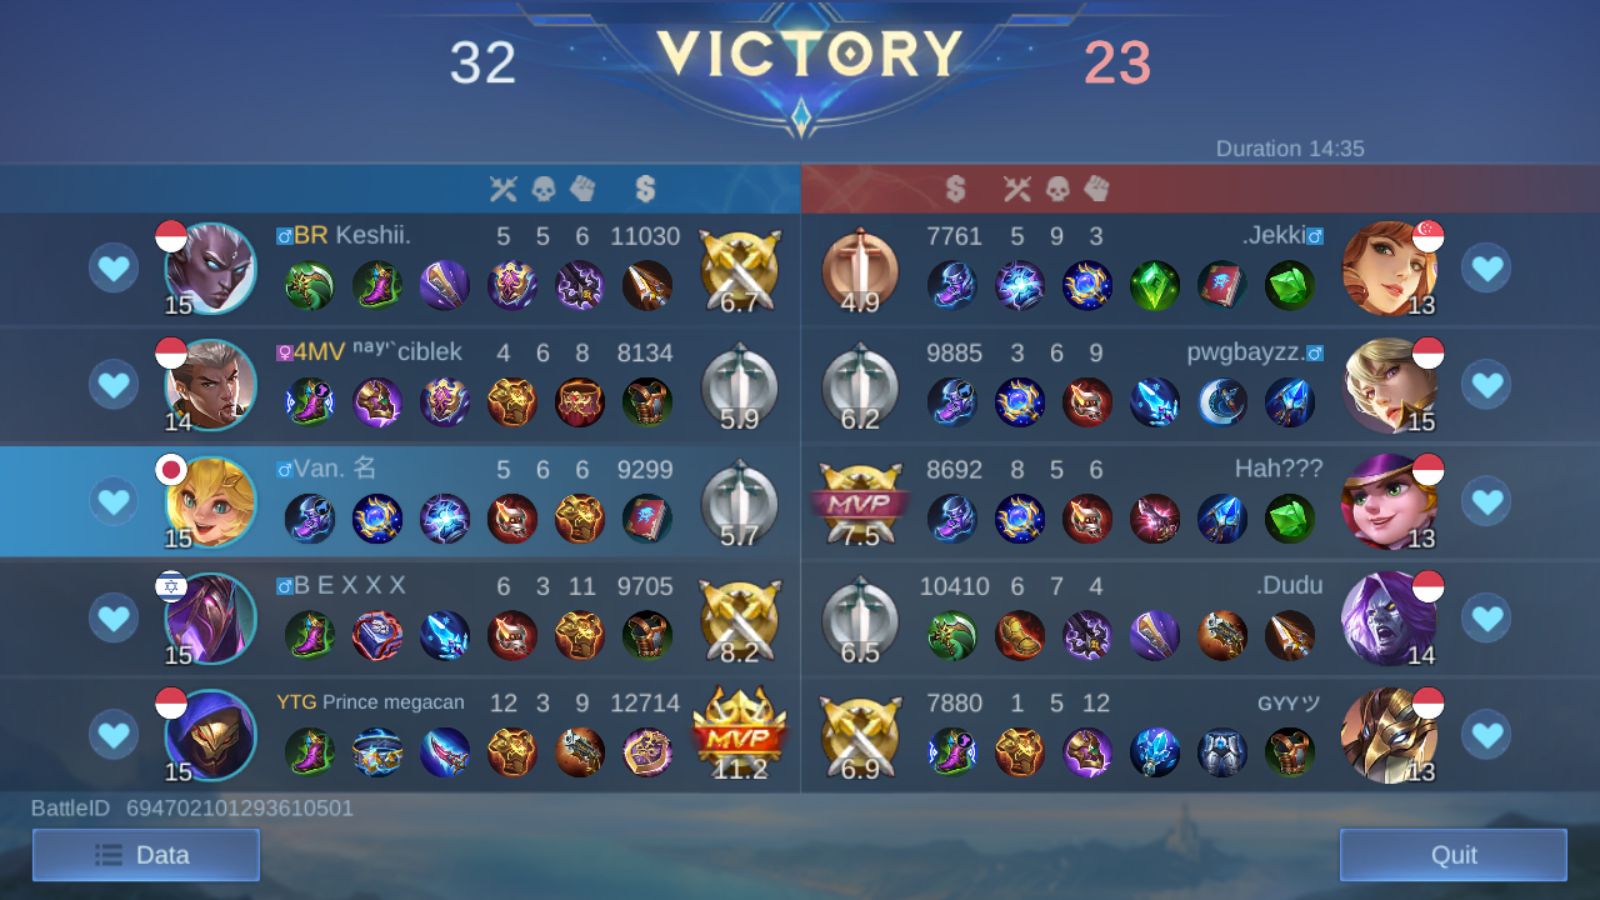 32 VICTORY 23
Duration 14:35
BR Keshii. 5 5 6 11030
15 6.7
4.9 7761 5 9 3 .Jekki
13
4MV ⁿᵃʸ'`ciblek 4 6 8 8134
14 5.9
6.2 9885 3 6 9 pwgbayzz.
15
Van. 名 5 6 6 9299
15 5.7
MVP 7.5 8692 8 5 6 Hah???
13
B E X X X 6 3 11 9705
15 8.2
6.5 10410 6 7 4 .Dudu
14
YTG Prince megacan 12 3 9 12714
15 MVP 11.2
6.9 7880 1 5 12 GYYツ
13
BattleID 694702101293610501
Data
Quit